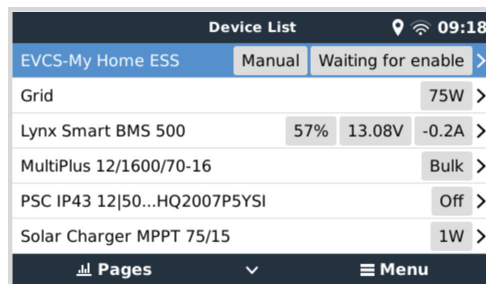 Device List 09:18
EVCS-My Home ESS Manual Waiting for enable
Grid 75W
Lynx Smart BMS 500 57% 13.08V -0.2A
MultiPlus 12/1600/70-16 Bulk
PSC IP43 12|50...HQ2007P5YSI Off
Solar Charger MPPT 75/15 1W
Pages Menu